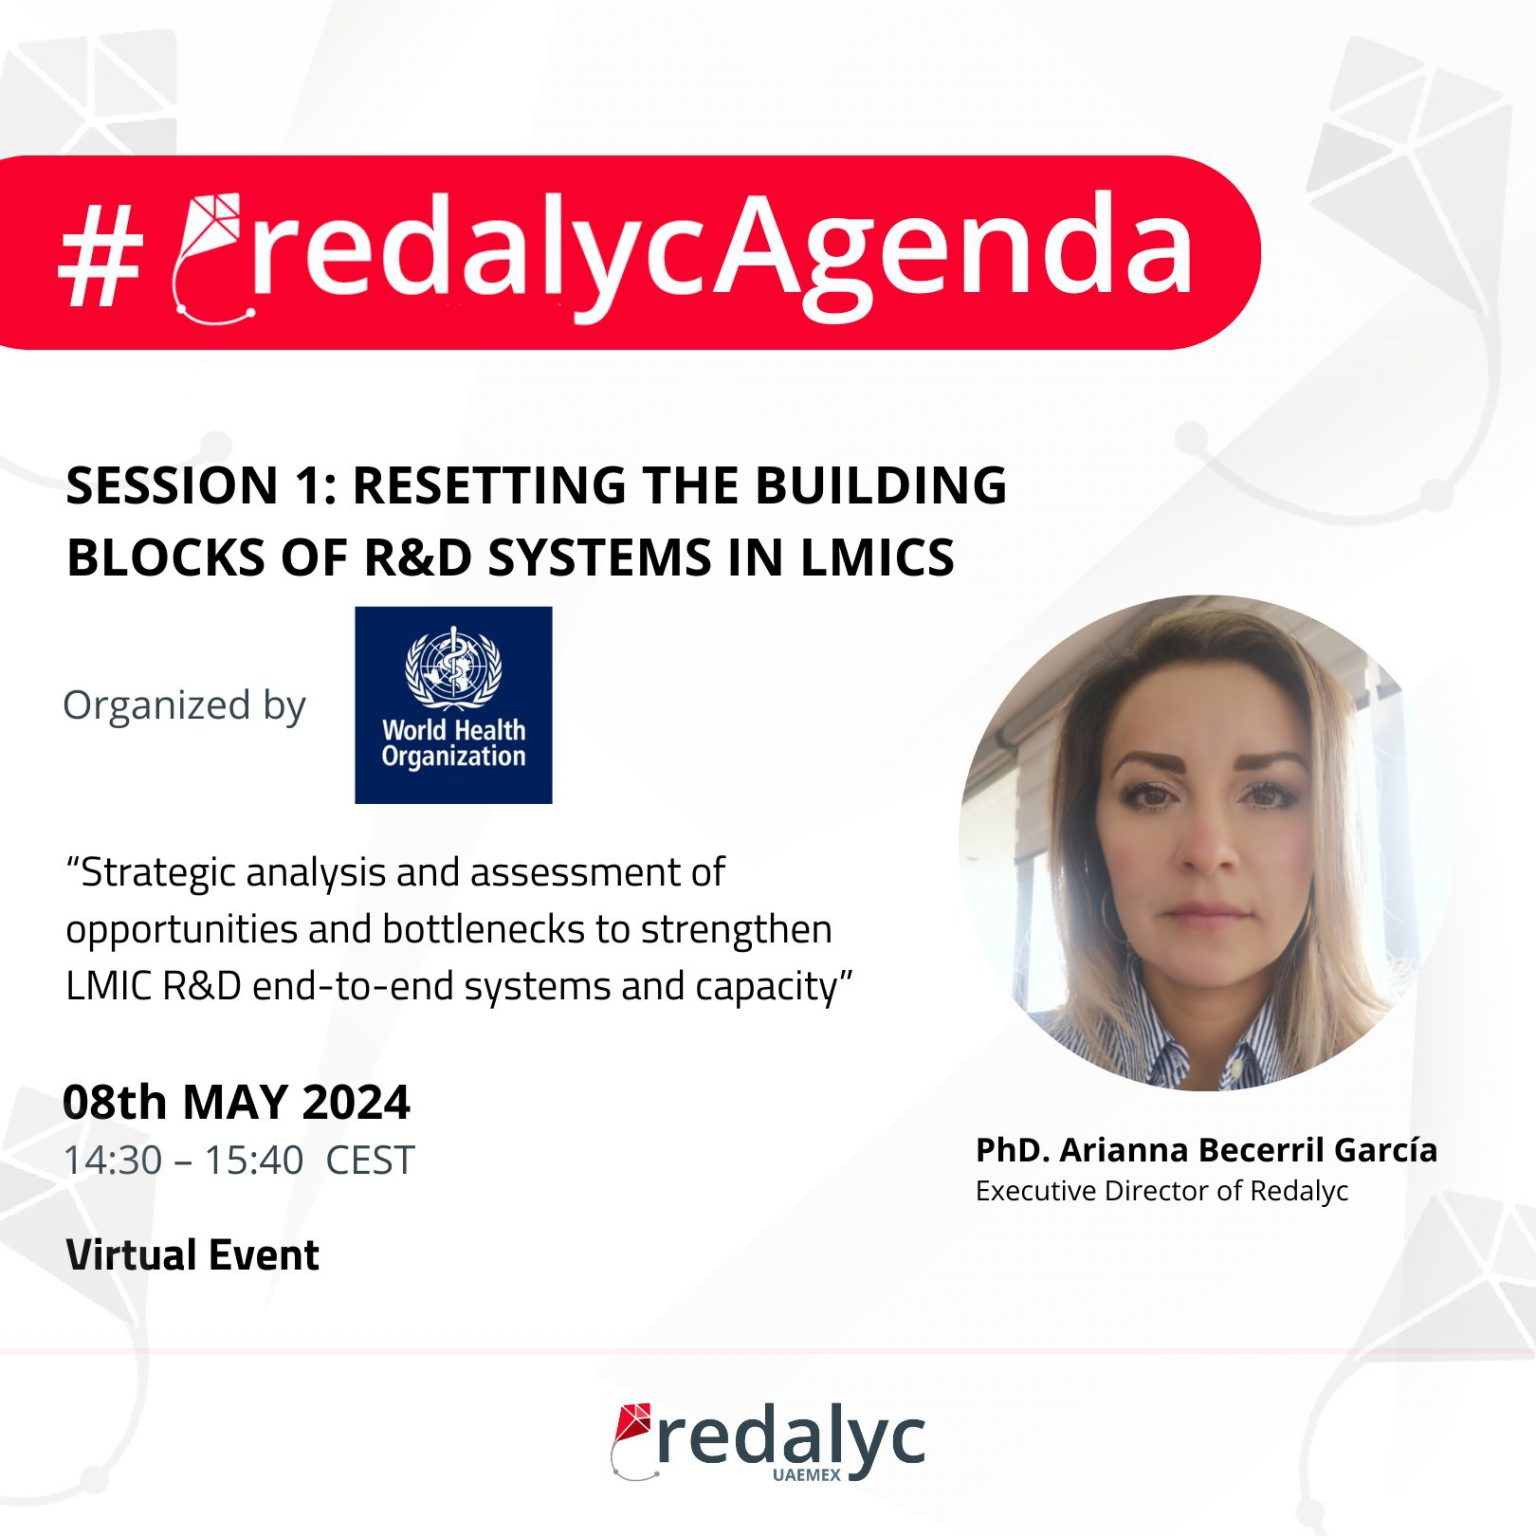 # redalycAgenda
SESSION 1: RESETTING THE BUILDING
BLOCKS OF R&D SYSTEMS IN LMICS
Organized by
World Health
Organization
“Strategic analysis and assessment of
opportunities and bottlenecks to strengthen
LMIC R&D end-to-end systems and capacity”
08th MAY 2024
14:30 – 15:40 CEST
Virtual Event
PhD. Arianna Becerril García
Executive Director of Redalyc
redalyc
UAEMEX